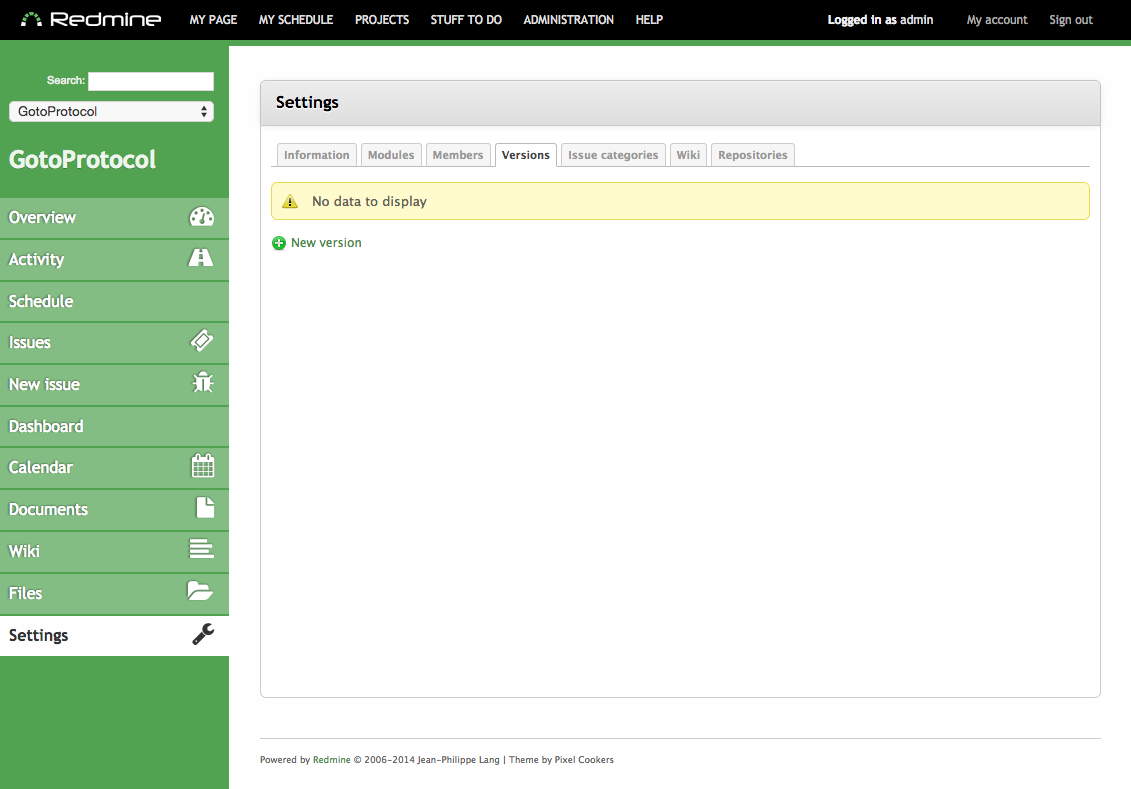 Redmine MY PAGE MY SCHEDULE PROJECTS STUFF TO DO ADMINISTRATION HELP Logged in as admin My account Sign out
Search:
GotoProtocol
GotoProtocol
Overview
Activity
Schedule
Issues
New issue
Dashboard
Calendar
Documents
Wiki
Files
Settings
Settings
Information Modules Members Versions Issue categories Wiki Repositories
No data to display
New version
Powered by Redmine © 2006-2014 Jean-Philippe Lang | Theme by Pixel Cookers